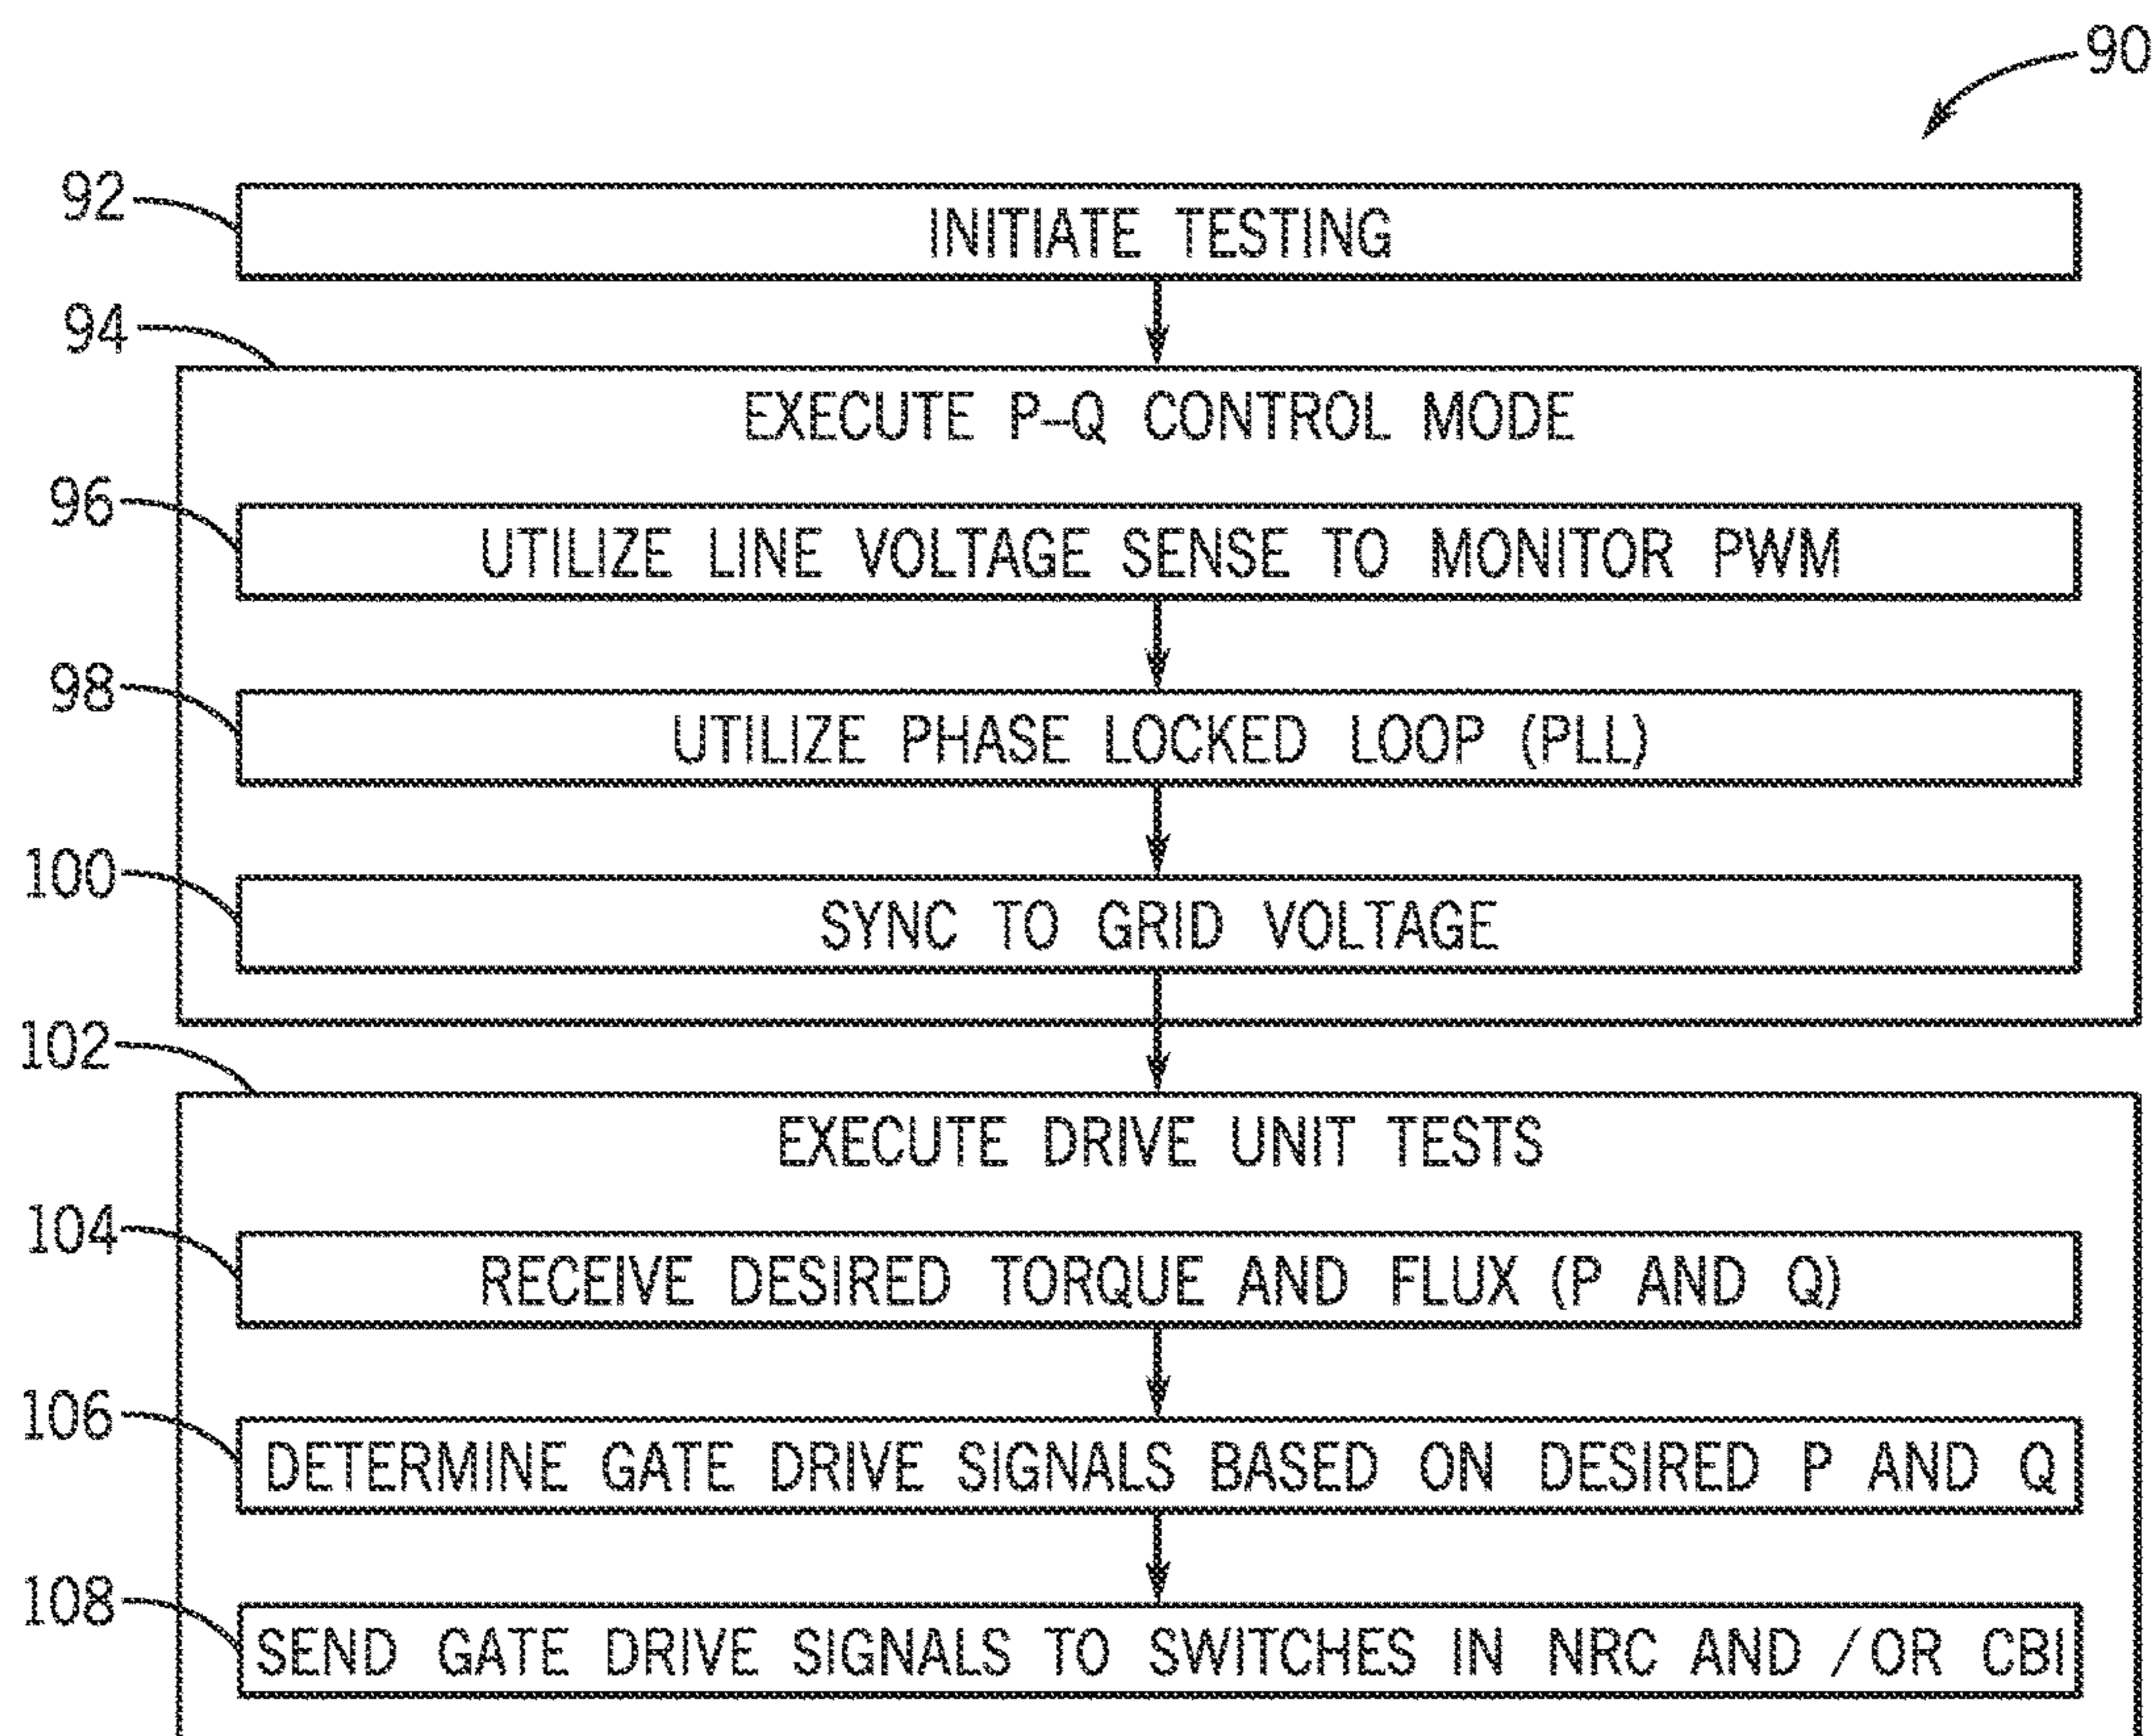 90
92
INITIATE TESTING
94
EXECUTE P–Q CONTROL MODE
96
UTILIZE LINE VOLTAGE SENSE TO MONITOR PWM
98
UTILIZE PHASE LOCKED LOOP (PLL)
100
SYNC TO GRID VOLTAGE
102
EXECUTE DRIVE UNIT TESTS
104
RECEIVE DESIRED TORQUE AND FLUX (P AND Q)
106
DETERMINE GATE DRIVE SIGNALS BASED ON DESIRED P AND Q
108
SEND GATE DRIVE SIGNALS TO SWITCHES IN NRC AND /OR CBI